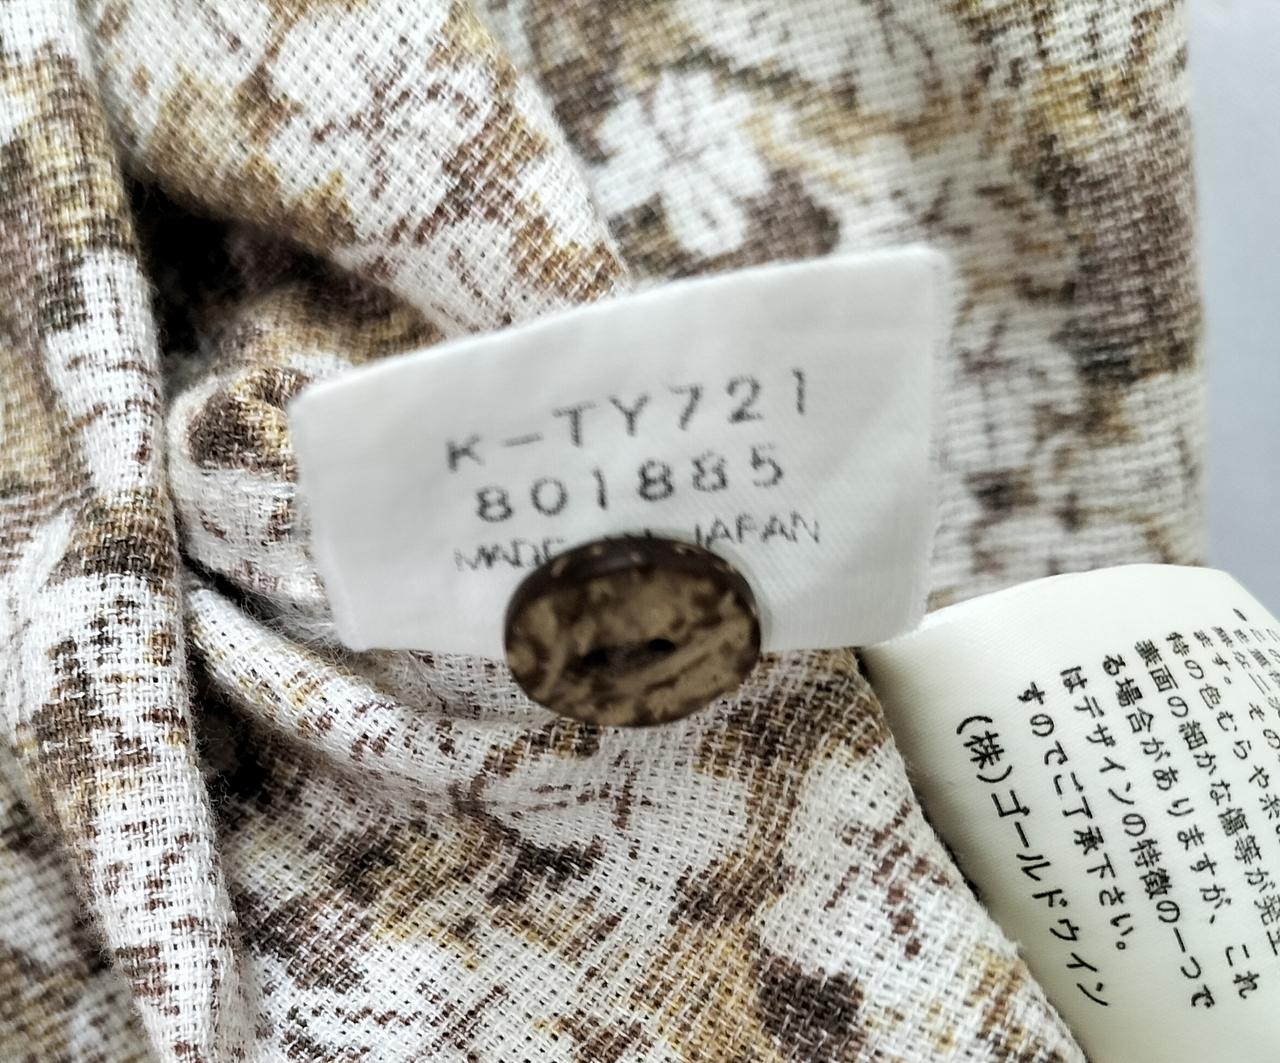 K-TY721
801885
MADE IN JAPAN
特の色むらや糸
裏面の細かな傷等が発生
る場合がありますが、これ
はデザインの特徴の一つで
すのでご了承下さい。
(株)ゴールドウイン